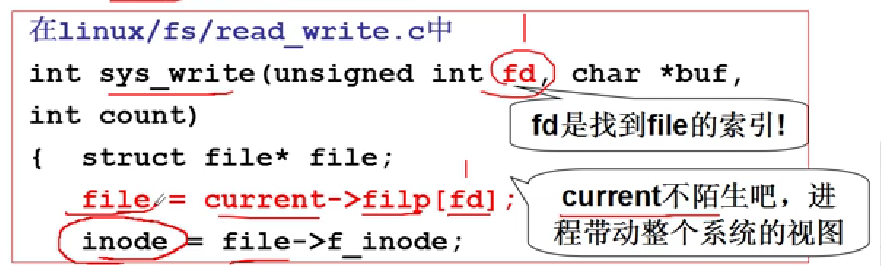 在linux/fs/read_write.c中
int sys_write(unsigned int fd, char *buf,
int count)
fd是找到file的索引!
{ struct file* file;
file = current->filp[fd];
current不陌生吧，进
程带动整个系统的视图
inode = file->f_inode;